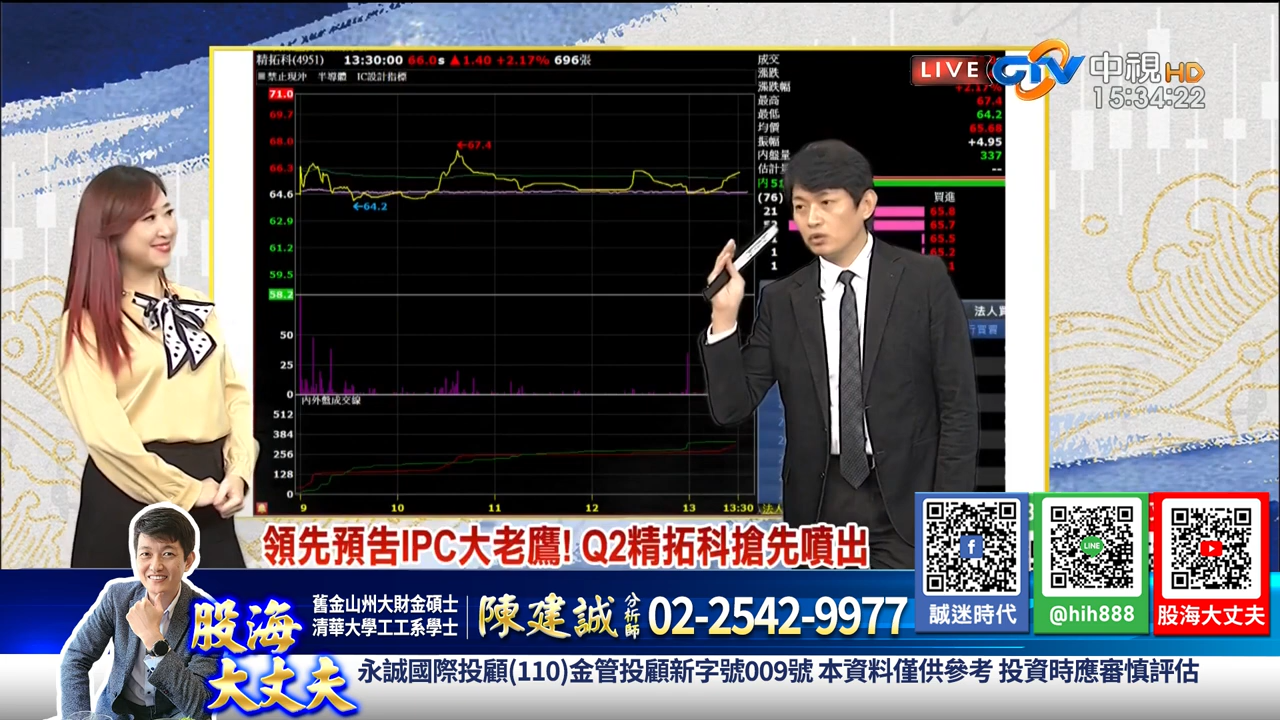 精拓科(4951) 13:30:00 66.0s ▲1.40 +2.17% 696張
禁止現沖 半導體 IC設計指標
71.0
69.7
68.0
66.3
64.6
62.9
61.2
59.5
58.2
50
25
0
←67.4
←64.2
內外盤成交線
512
384
256
128
0
9 10 11 12 13 13:30
成交
漲跌
漲跌幅 +2.17%
最高 67.4
最低 64.2
均價 65.68
振幅 +4.95
內盤量 337
估計量 --
內 51
(76) 買進
21 65.8
52 65.7
1 65.5
1 65.2
1
法人買
LIVE CTV 中視HD
15:34:22
領先預告IPC大老鷹! Q2精拓科搶先噴出
股海
大丈夫
舊金山州大財金碩士
清華大學工工系學士
陳建誠 分析師 02-2542-9977
誠迷時代
LINE
@hih888
股海大丈夫
永誠國際投顧(110)金管投顧新字號009號 本資料僅供參考 投資時應審慎評估